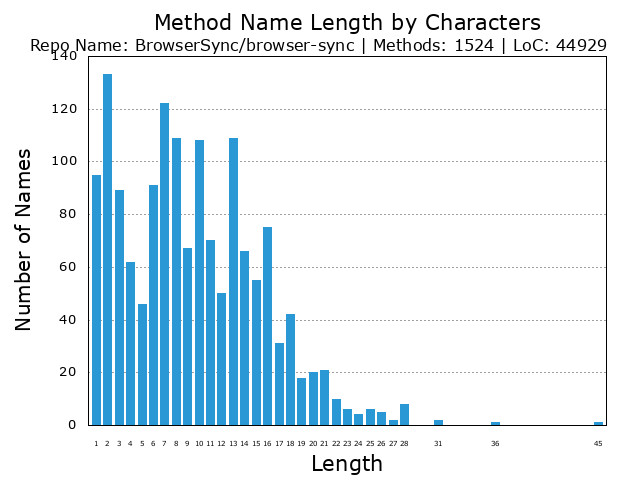 Method Name Length by Characters
Repo Name: BrowserSync/browser-sync | Methods: 1524 | LoC: 44929
140
120
100
80
60
40
20
0
Number of Names
1 2 3 4 5 6 7 8 9 10 11 12 13 14 15 16 17 18 19 20 21 22 23 24 25 26 27 28 31 36 45
Length